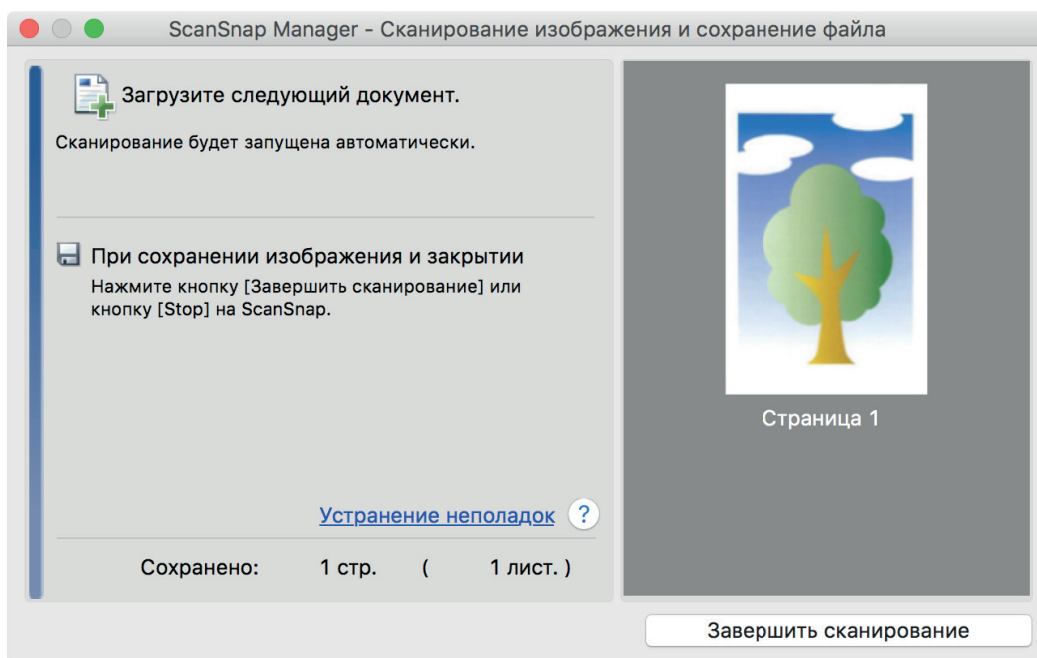 ScanSnap Manager - Сканирование изображения и сохранение файла
Загрузите следующий документ.
Сканирование будет запущена автоматически.
При сохранении изображения и закрытии
Нажмите кнопку [Завершить сканирование] или
кнопку [Stop] на ScanSnap.
Устранение неполадок ?
Сохранено: 1 стр. ( 1 лист. )
Страница 1
Завершить сканирование